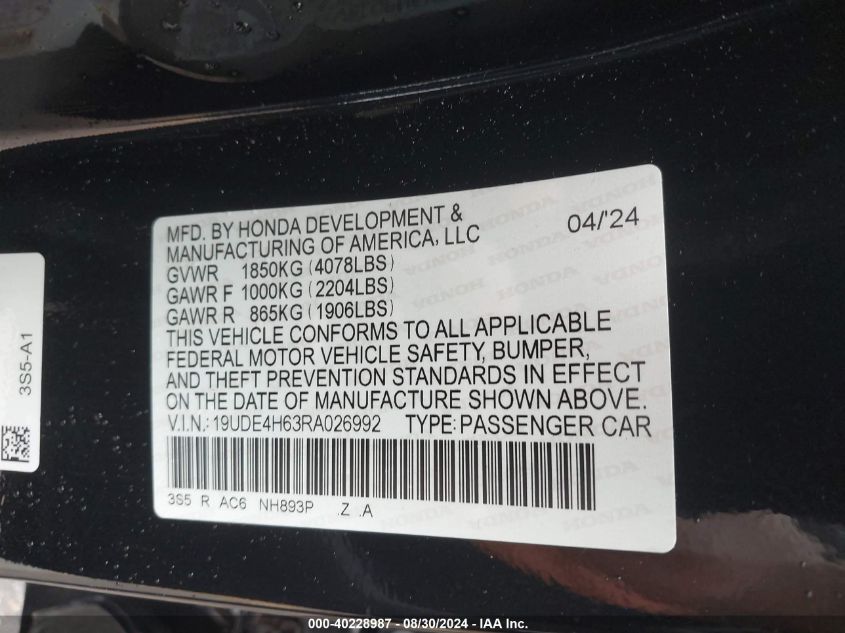 MFD. BY HONDA DEVELOPMENT & 04/'24
MANUFACTURING OF AMERICA, LLC
GVWR 1850KG (4078LBS)
GAWR F 1000KG (2204LBS)
GAWR R 865KG (1906LBS)
THIS VEHICLE CONFORMS TO ALL APPLICABLE
FEDERAL MOTOR VEHICLE SAFETY, BUMPER,
AND THEFT PREVENTION STANDARDS IN EFFECT
ON THE DATE OF MANUFACTURE SHOWN ABOVE.
V.I.N.: 19UDE4H63RA026992 TYPE: PASSENGER CAR
3S5 R AC6 NH893P .Z .A
3S5-A1
000-40228987 - 08/30/2024 - IAA Inc.